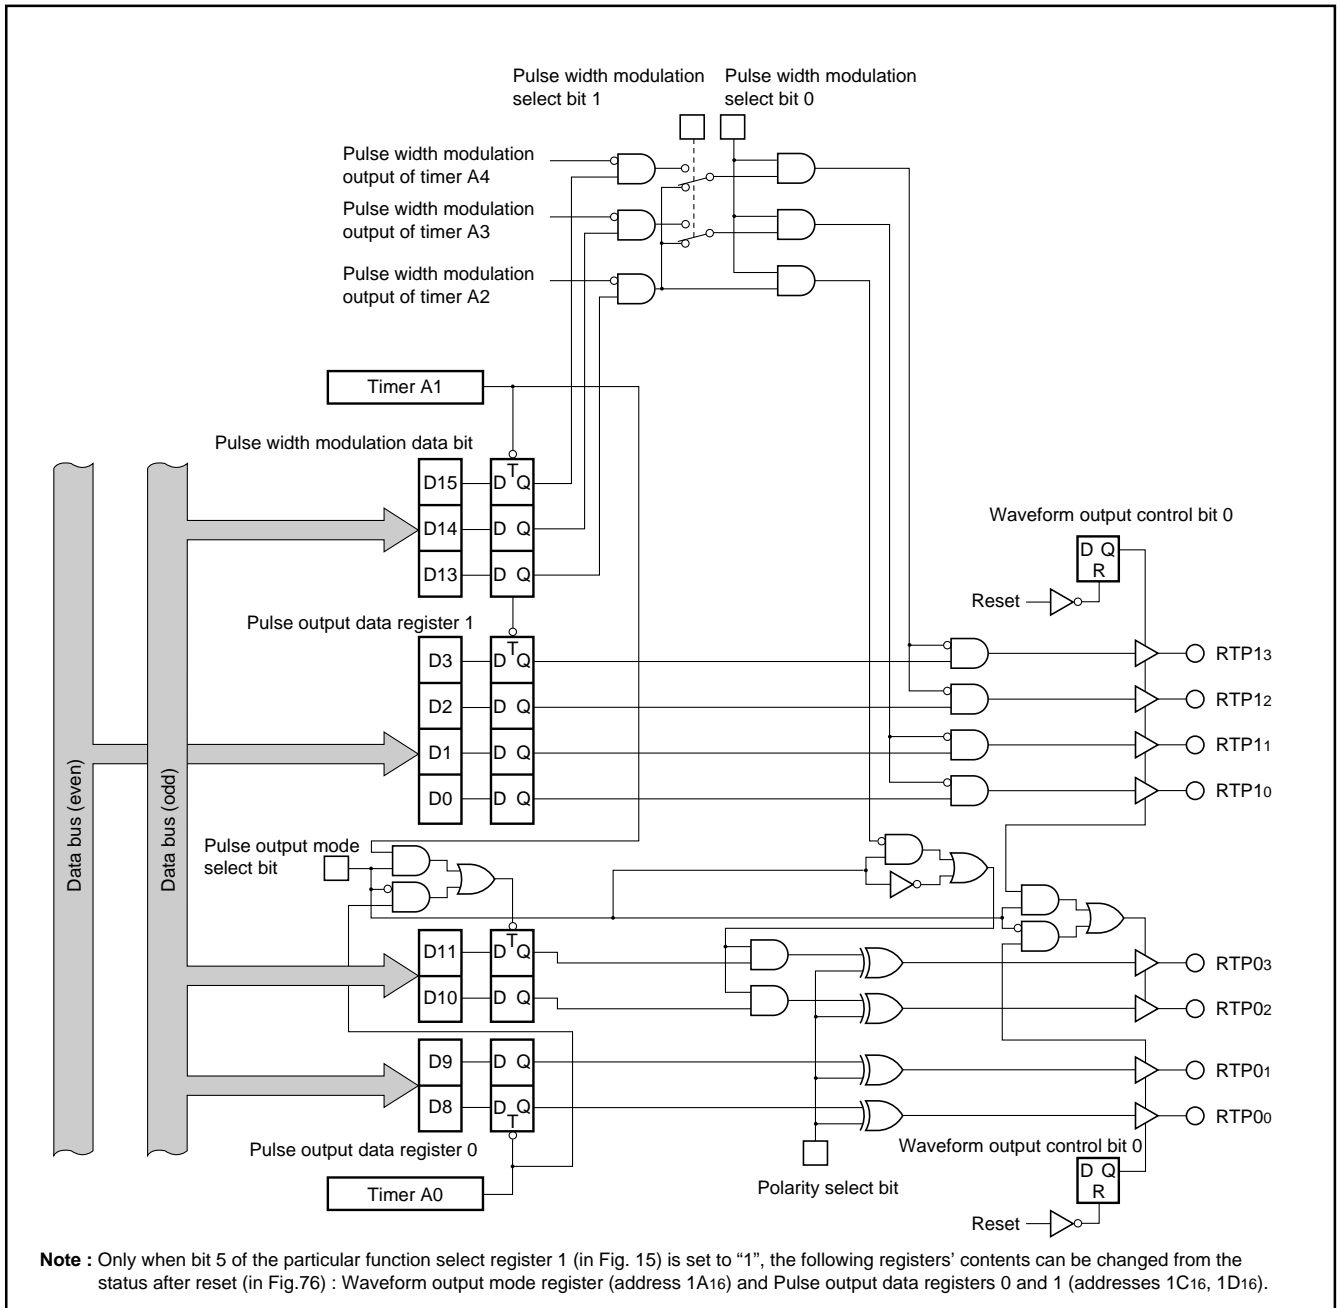 Pulse width modulation
select bit 1
Pulse width modulation
select bit 0
Pulse width modulation
output of timer A4
Pulse width modulation
output of timer A3
Pulse width modulation
output of timer A2
Timer A1
Pulse width modulation data bit
D15
D T Q
D14
D Q
D13
D Q
Waveform output control bit 0
D Q
R
Reset
Pulse output data register 1
D3
D T Q
RTP13
D2
D Q
RTP12
D1
D Q
RTP11
D0
D Q
RTP10
Data bus (even)
Data bus (odd)
Pulse output mode
select bit
D11
D T Q
RTP03
D10
D Q
RTP02
D9
D Q
RTP01
D8
D Q
T
RTP00
Pulse output data register 0
Waveform output control bit 0
D Q
R
Reset
Timer A0
Polarity select bit
Note : Only when bit 5 of the particular function select register 1 (in Fig. 15) is set to “1”, the following registers’ contents can be changed from the
status after reset (in Fig.76) : Waveform output mode register (address 1A16) and Pulse output data registers 0 and 1 (addresses 1C16, 1D16).